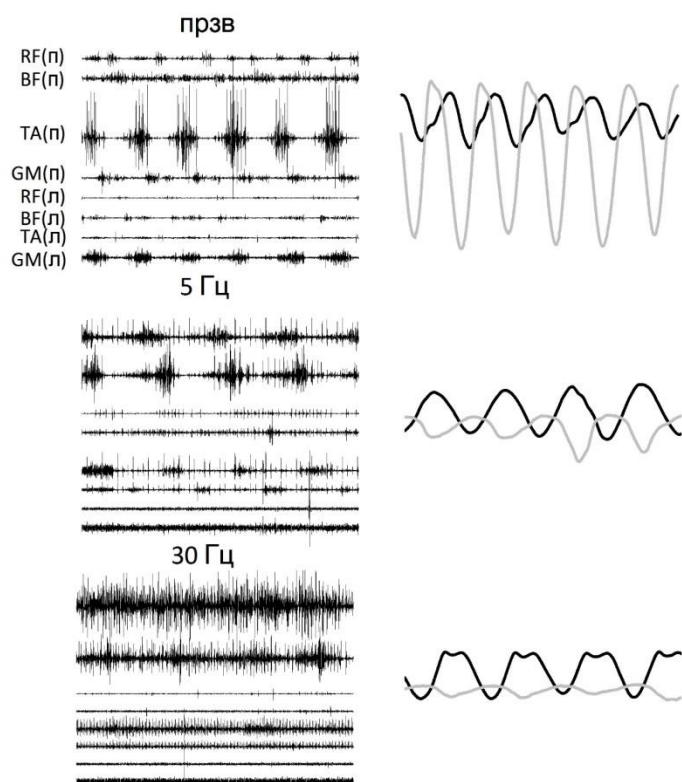 прзв
RF(п)
BF(п)
TA(п)
GM(п)
RF(л)
BF(л)
TA(л)
GM(л)
5 Гц
30 Гц